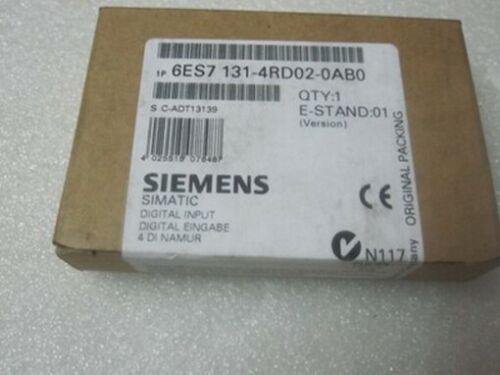 1P 6ES7 131-4RD02-0AB0
QTY:1
S C-ADT13139
E-STAND:01
(Version)
SIEMENS
SIMATIC
DIGITAL INPUT
DIGITAL EINGABE
4 DI NAMUR
CE
N117
ORIGINAL PACKING